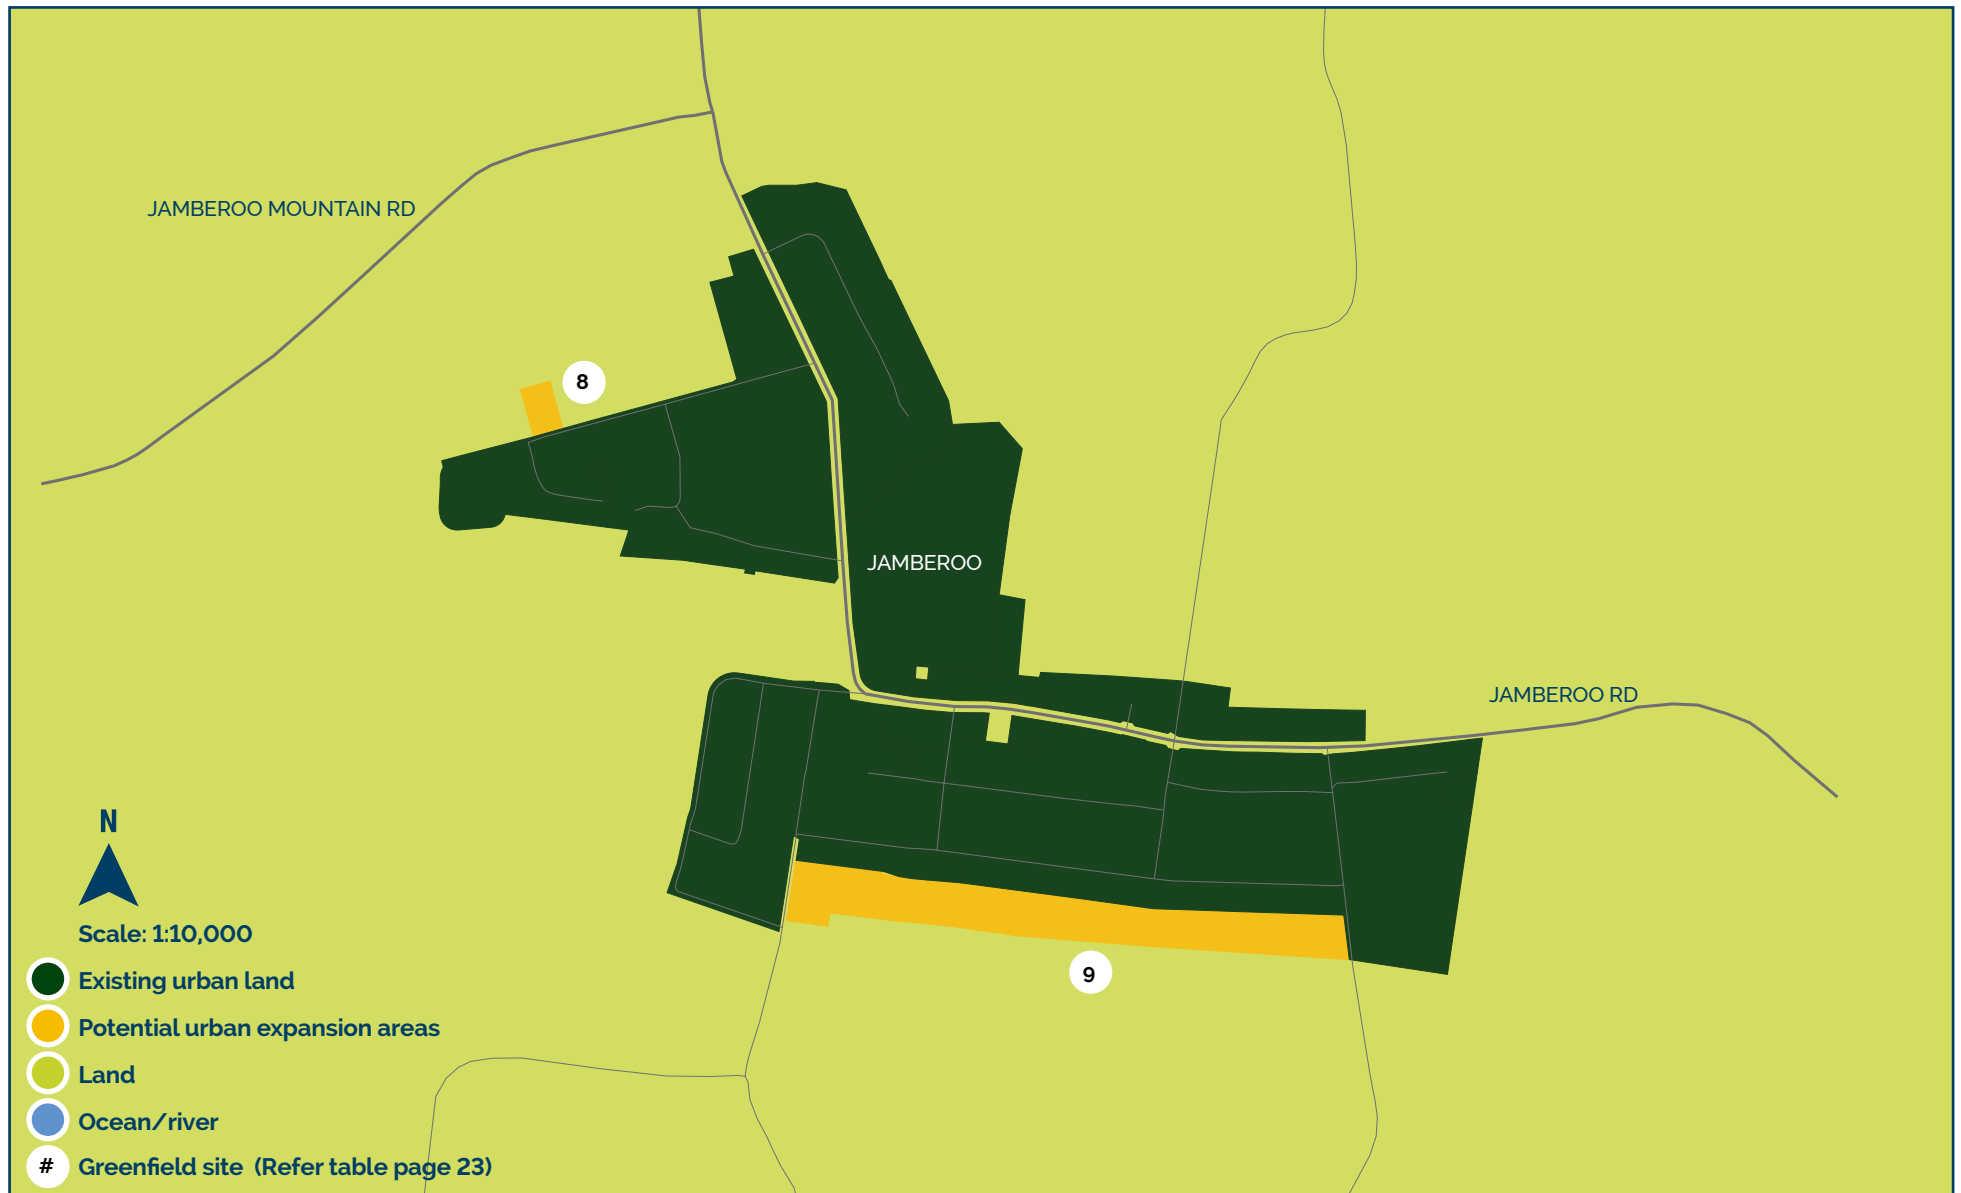 JAMBEROO MOUNTAIN RD
8
JAMBEROO
JAMBEROO RD
9
N
Scale: 1:10,000
Existing urban land
Potential urban expansion areas
Land
Ocean/river
# Greenfield site (Refer table page 23)